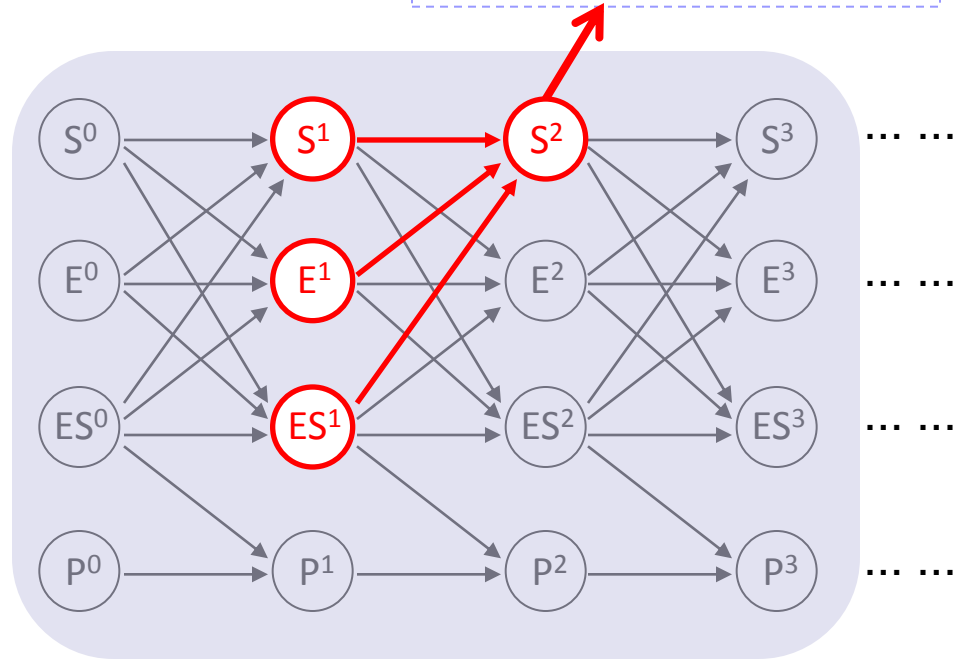 S⁰ S¹ S² S³ ... ...
E⁰ E¹ E² E³ ... ...
ES⁰ ES¹ ES² ES³ ... ...
P⁰ P¹ P² P³ ... ...